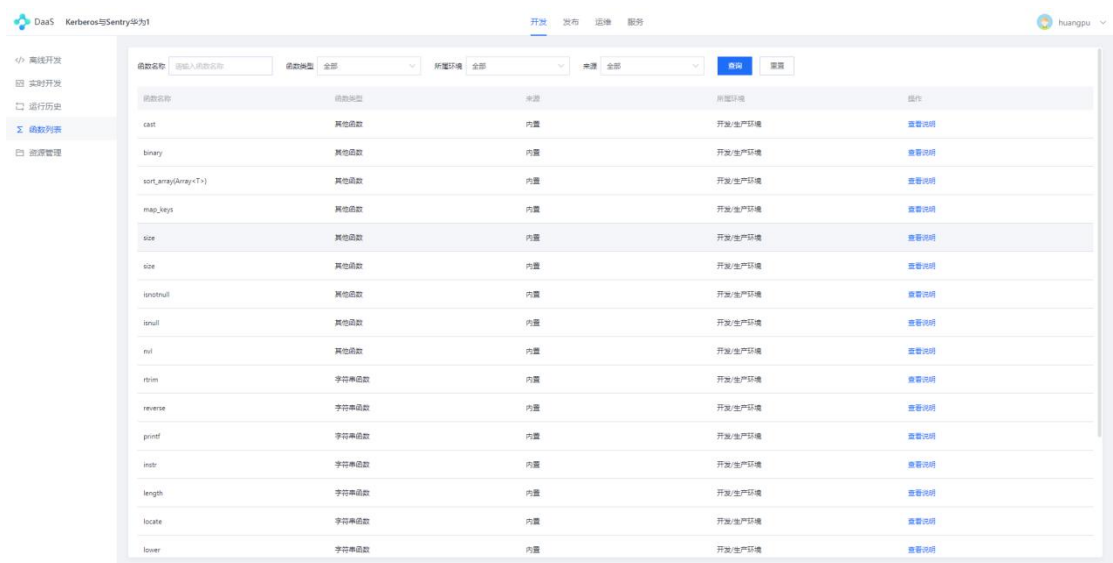 DaaS Kerberos与Sentry华为1 开发 发布 运维 服务 huangpu
离线开发
实时开发
运行历史
函数列表
资源管理
函数名称 请输入函数名称 函数类型 全部 所属环境 全部 来源 全部 查询 重置
函数名称 函数类型 来源 所属环境 操作
cast 其他函数 内置 开发/生产环境 查看说明
binary 其他函数 内置 开发/生产环境 查看说明
sort_array(Array<T>) 其他函数 内置 开发/生产环境 查看说明
map_keys 其他函数 内置 开发/生产环境 查看说明
size 其他函数 内置 开发/生产环境 查看说明
size 其他函数 内置 开发/生产环境 查看说明
isnotnull 其他函数 内置 开发/生产环境 查看说明
isnull 其他函数 内置 开发/生产环境 查看说明
nvl 其他函数 内置 开发/生产环境 查看说明
rtrim 字符串函数 内置 开发/生产环境 查看说明
reverse 字符串函数 内置 开发/生产环境 查看说明
printf 字符串函数 内置 开发/生产环境 查看说明
instr 字符串函数 内置 开发/生产环境 查看说明
length 字符串函数 内置 开发/生产环境 查看说明
locate 字符串函数 内置 开发/生产环境 查看说明
lower 字符串函数 内置 开发/生产环境 查看说明